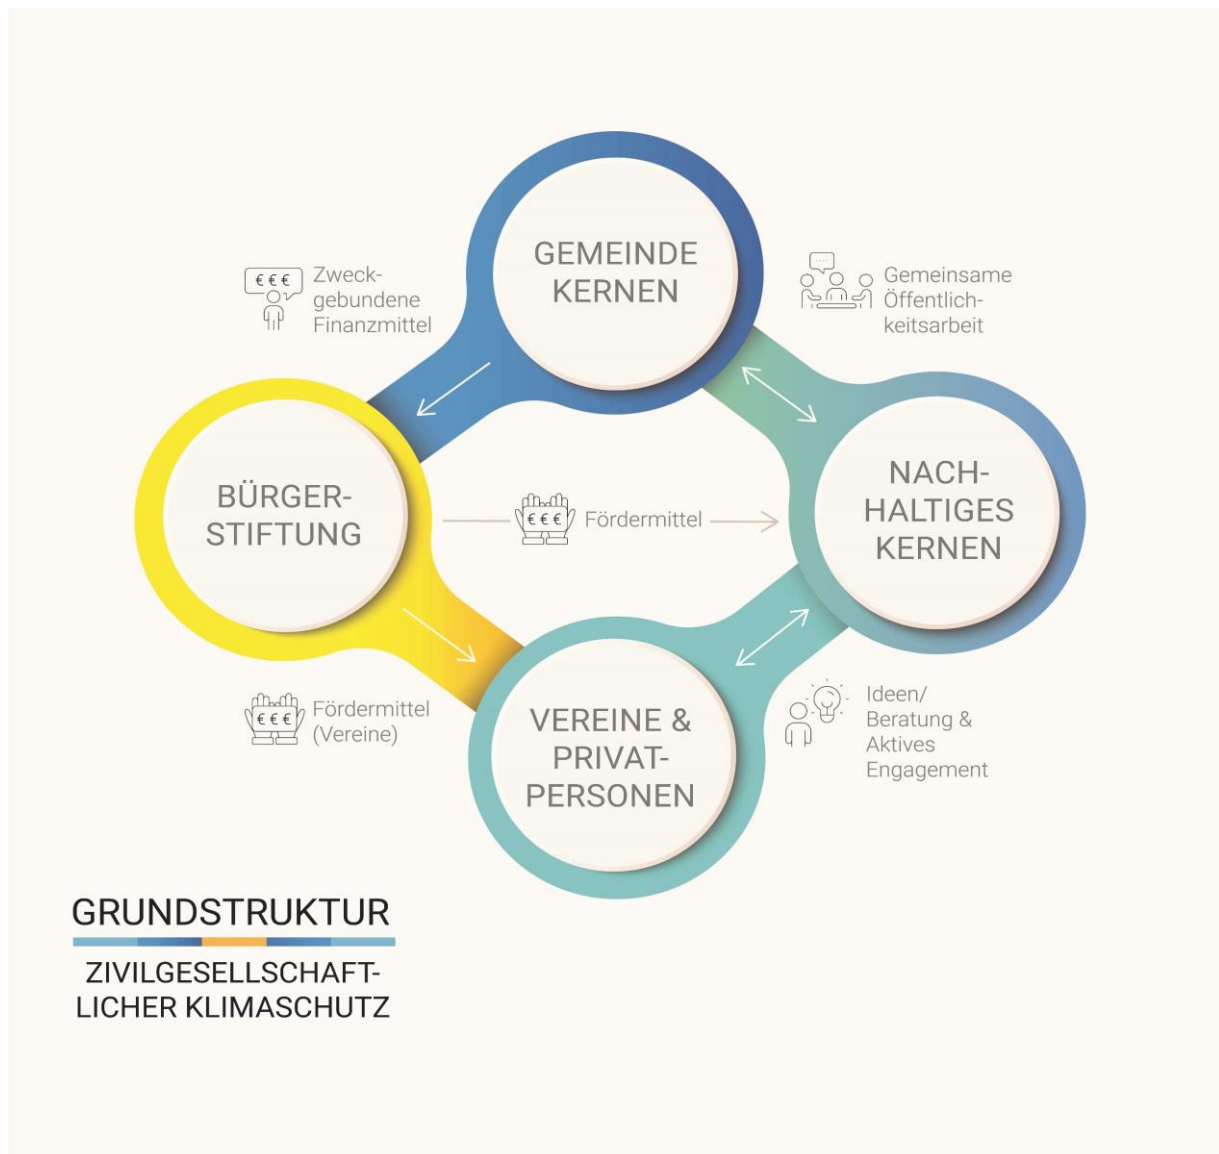 GEMEINDE
KERNEN
€ € €
Zweck-
gebundene
Finanzmittel
Gemeinsame
Öffentlich-
keitsarbeit
BÜRGER-
STIFTUNG
€ € €
Fördermittel
NACH-
HALTIGES
KERNEN
€ € €
Fördermittel
(Vereine)
VEREINE &
PRIVAT-
PERSONEN
Ideen/
Beratung &
Aktives
Engagement
GRUNDSTRUKTUR
ZIVILGESELLSCHAFT-
LICHER KLIMASCHUTZ